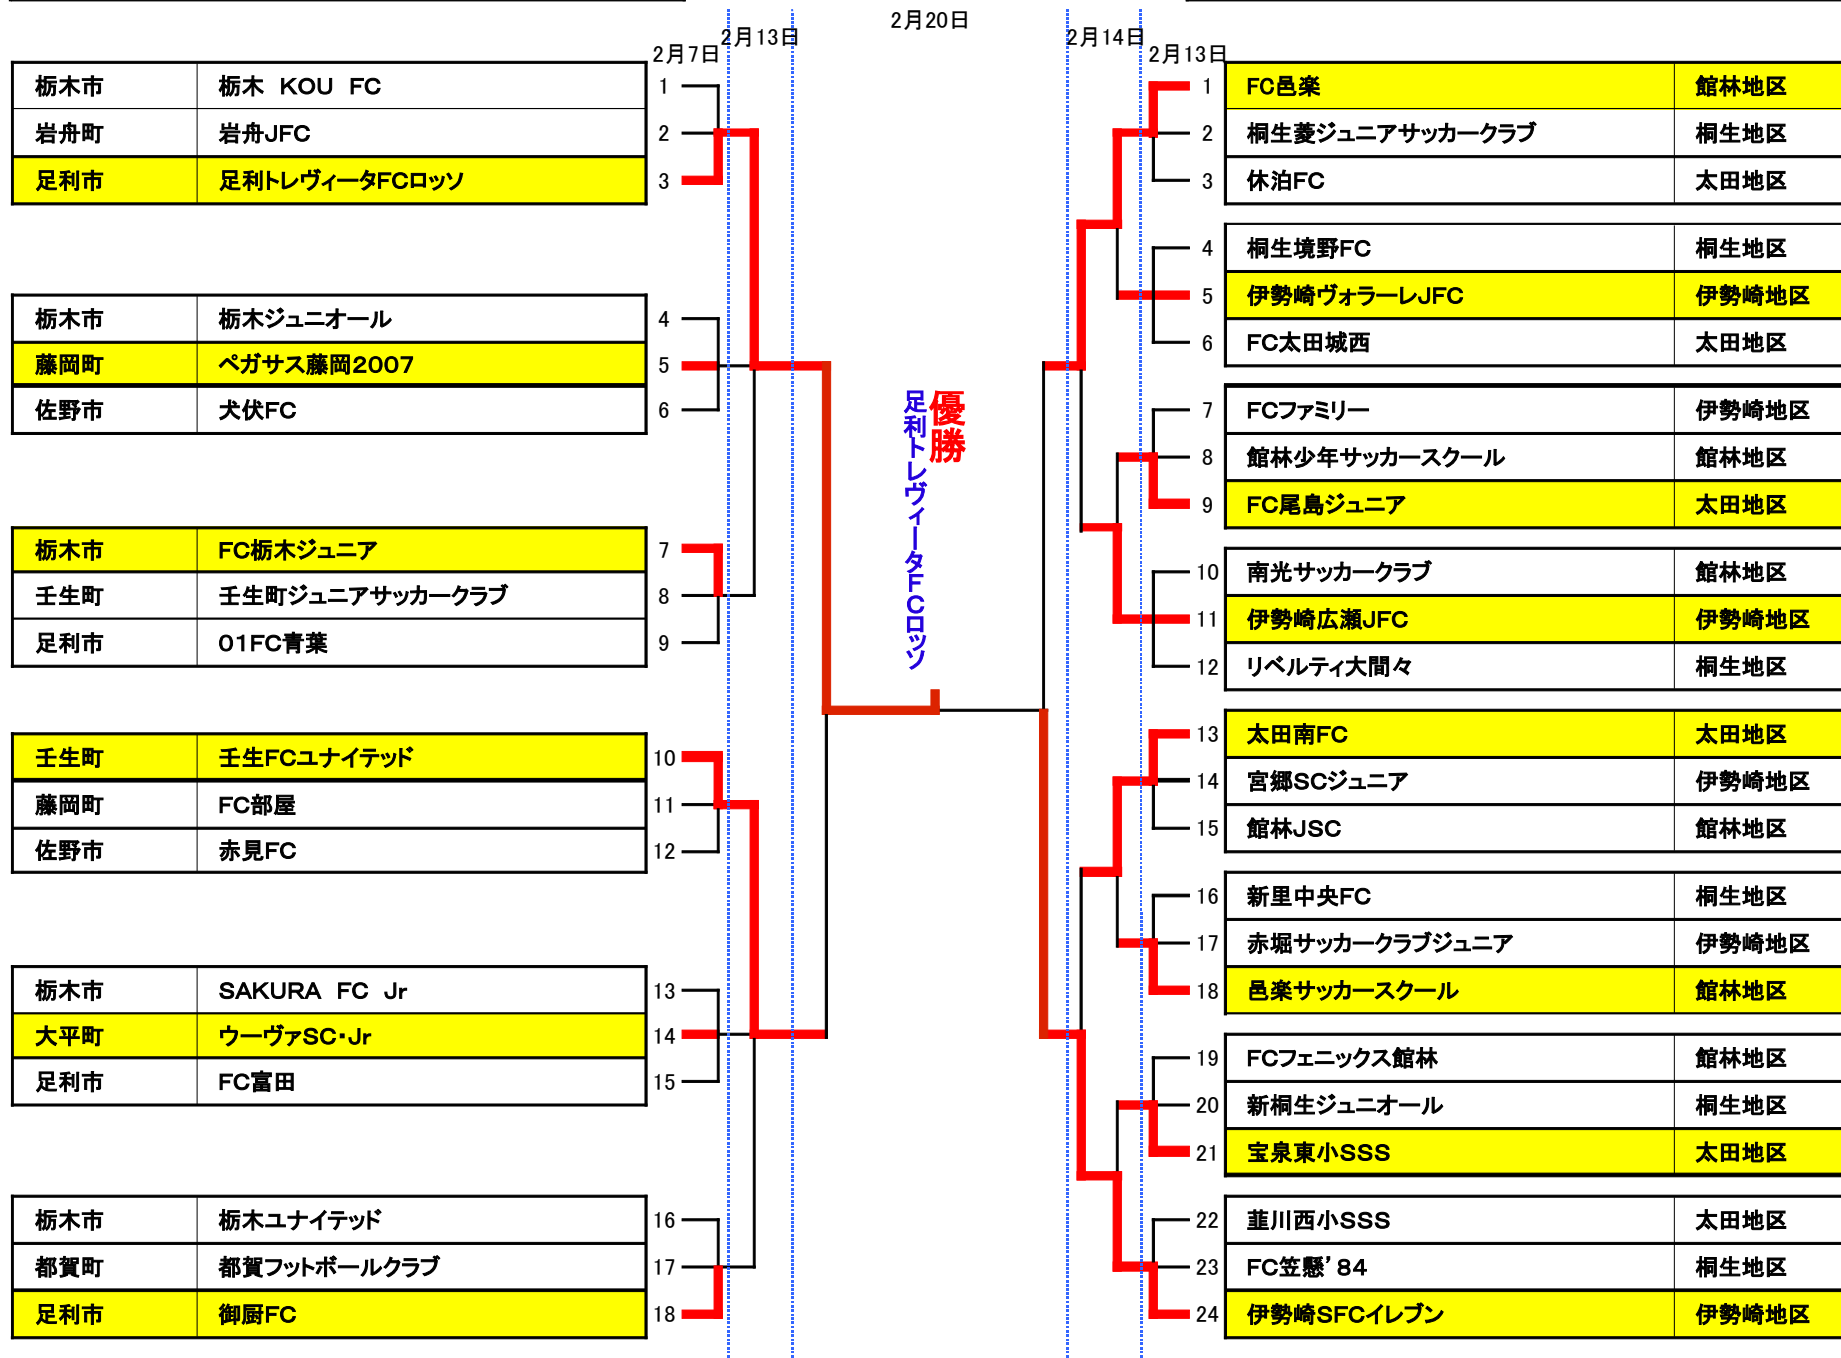 2月20日
2月13日
2月7日
2月14日
2月13日
栃木市 栃木 KOU FC 1
岩舟町 岩舟JFC 2
足利市 足利トレヴィータFCロッソ 3
栃木市 栃木ジュニオール 4
藤岡町 ペガサス藤岡2007 5
佐野市 犬伏FC 6
栃木市 FC栃木ジュニア 7
壬生町 壬生町ジュニアサッカークラブ 8
足利市 01FC青葉 9
壬生町 壬生FCユナイテッド 10
藤岡町 FC部屋 11
佐野市 赤見FC 12
栃木市 SAKURA FC Jr 13
大平町 ウーヴァSC・Jr 14
足利市 FC富田 15
栃木市 栃木ユナイテッド 16
都賀町 都賀フットボールクラブ 17
足利市 御厨FC 18
優勝
足利トレヴィータFCロッソ
1 FC邑楽 館林地区
2 桐生菱ジュニアサッカークラブ 桐生地区
3 休泊FC 太田地区
4 桐生境野FC 桐生地区
5 伊勢崎ヴォラーレJFC 伊勢崎地区
6 FC太田城西 太田地区
7 FCファミリー 伊勢崎地区
8 館林少年サッカースクール 館林地区
9 FC尾島ジュニア 太田地区
10 南光サッカークラブ 館林地区
11 伊勢崎広瀬JFC 伊勢崎地区
12 リベルティ大間々 桐生地区
13 太田南FC 太田地区
14 宮郷SCジュニア 伊勢崎地区
15 館林JSC 館林地区
16 新里中央FC 桐生地区
17 赤堀サッカークラブジュニア 伊勢崎地区
18 邑楽サッカースクール 館林地区
19 FCフェニックス館林 館林地区
20 新桐生ジュニオール 桐生地区
21 宝泉東小SSS 太田地区
22 韮川西小SSS 太田地区
23 FC笠懸’84 桐生地区
24 伊勢崎SFCイレブン 伊勢崎地区